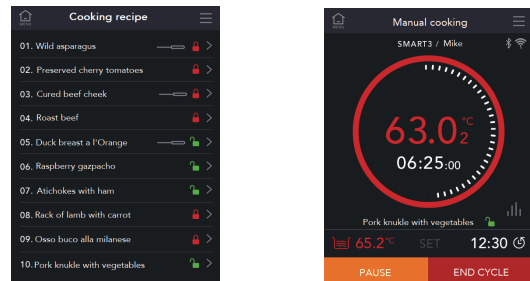 MENU
Cooking recipe
01. Wild asparagus
02. Preserved cherry tomatoes
03. Cured beef cheek
04. Roast beef
05. Duck breast a l'Orange
06. Raspberry gazpacho
07. Atichokes with ham
08. Rack of lamb with carrot
09. Osso buco alla milanese
10. Pork knukle with vegetables
MENU
Manual cooking
SMART3 / Mike
63.02 °C
06:25:00
Pork knukle with vegetables
65.2°C SET 12:30
PAUSE END CYCLE